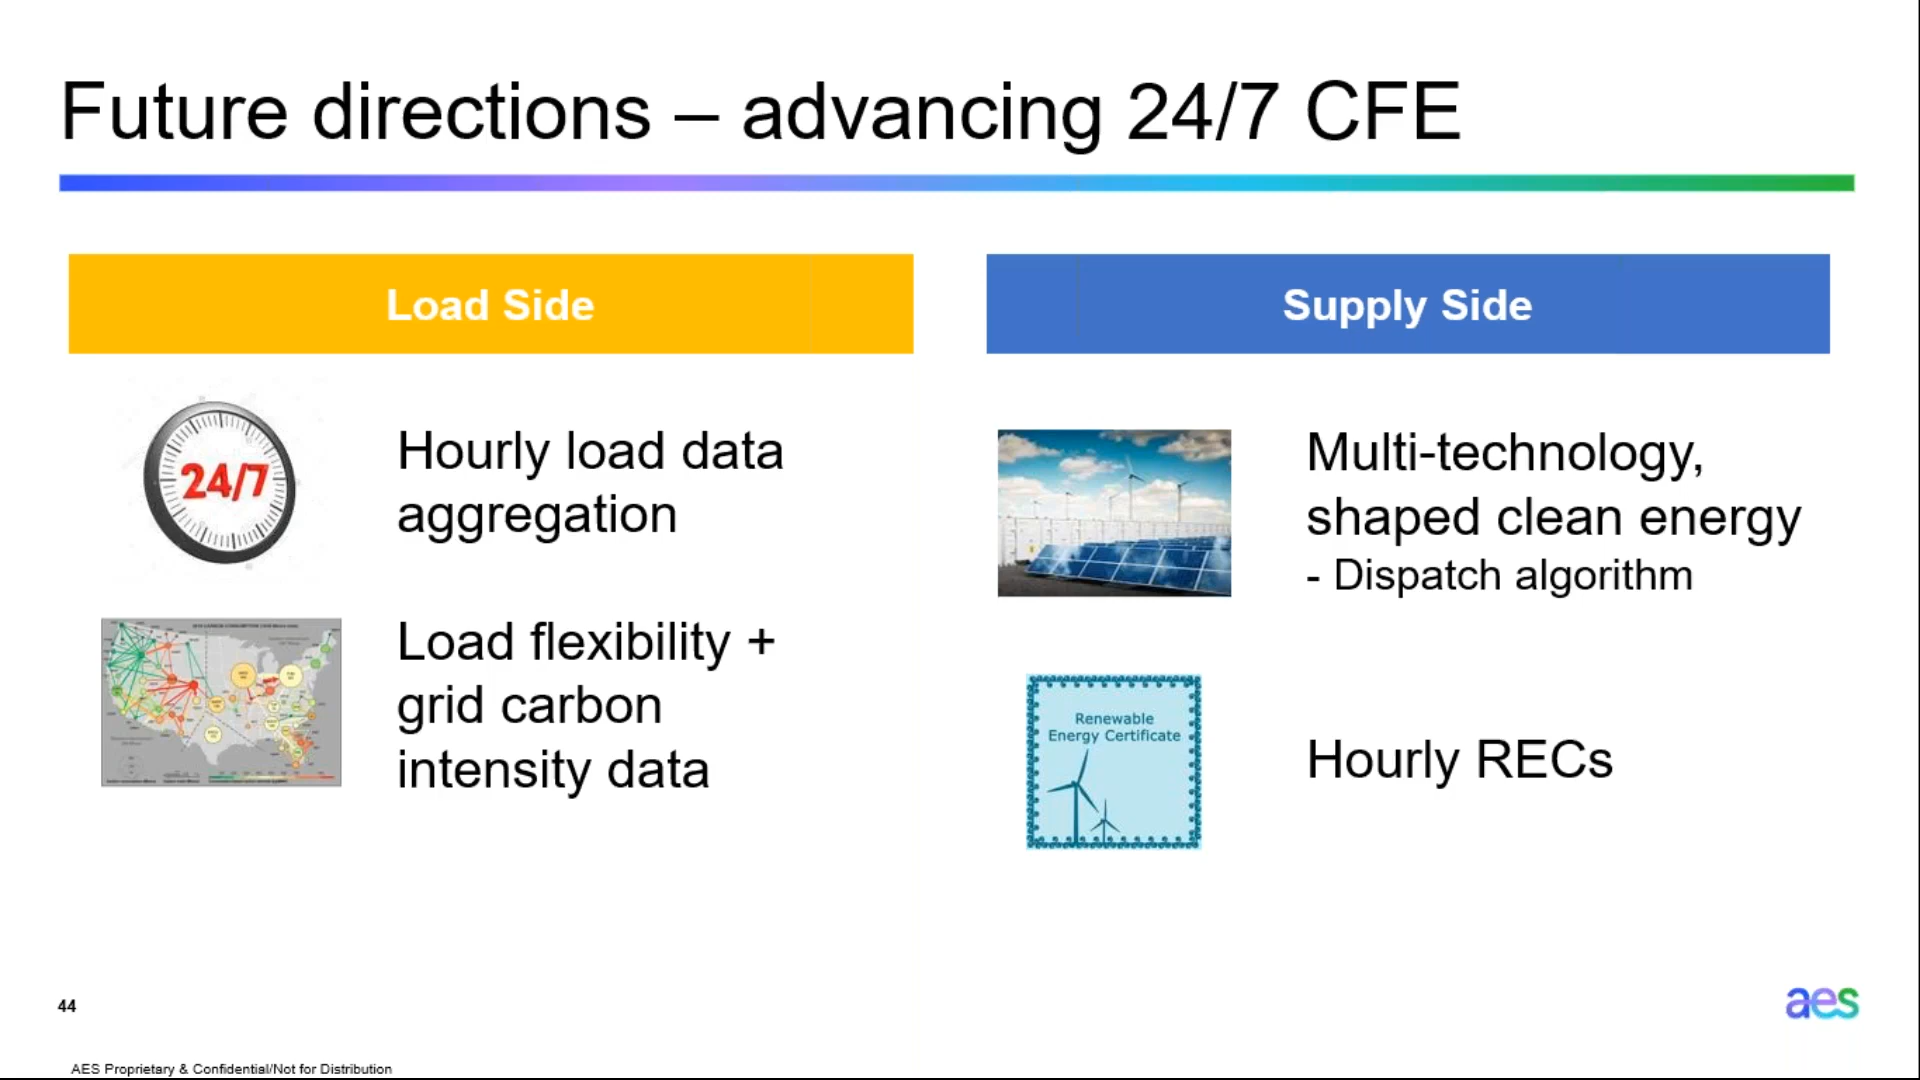 Future directions – advancing 24/7 CFE
Load Side
24/7
Hourly load data
aggregation
Load flexibility +
grid carbon
intensity data
Supply Side
Multi-technology,
shaped clean energy
- Dispatch algorithm
Renewable
Energy Certificate
Hourly RECs
44
aes
AES Proprietary & Confidential/Not for Distribution